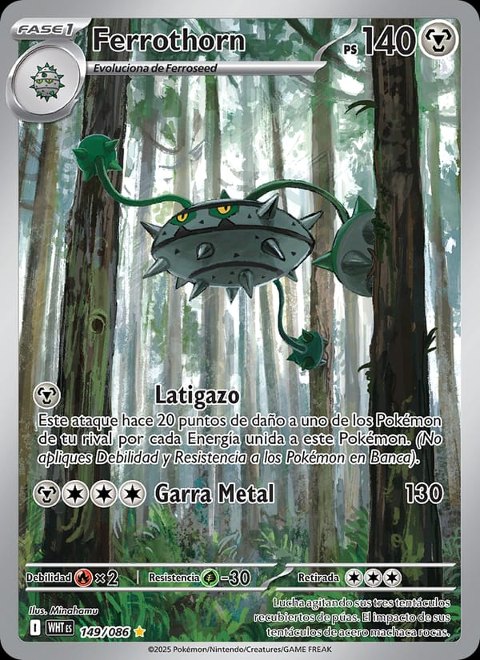 FASE 1
Ferrothorn
PS 140
Evoluciona de Ferroseed
Latigazo
Este ataque hace 20 puntos de daño a uno de los Pokémon
de tu rival por cada Energía unida a este Pokémon. (No
apliques Debilidad y Resistencia a los Pokémon en Banca).
Garra Metal 130
Debilidad ×2 Resistencia -30 Retirada
Ilus. Minahamu
I WHT ES 149/086
Lucha agitando sus tres tentáculos
recubiertos de púas. El impacto de sus
tentáculos de acero machaca rocas.
©2025 Pokémon/Nintendo/Creatures/GAME FREAK